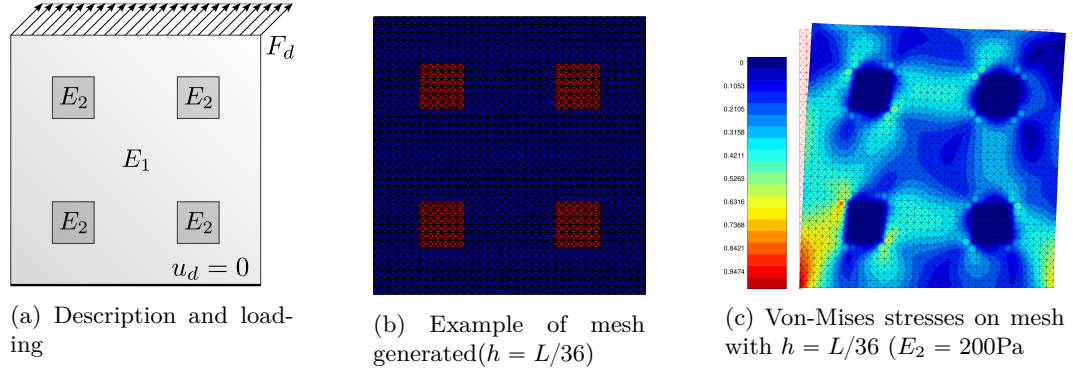 F_d
E_2
E_2
E_1
E_2
E_2
u_d = 0
(a) Description and load-
ing
(b) Example of mesh
generated(h = L/36)
0
0.1053
0.2105
0.3158
0.4211
0.5263
0.6316
0.7368
0.8421
0.9474
(c) Von-Mises stresses on mesh
with h = L/36 (E_2 = 200Pa